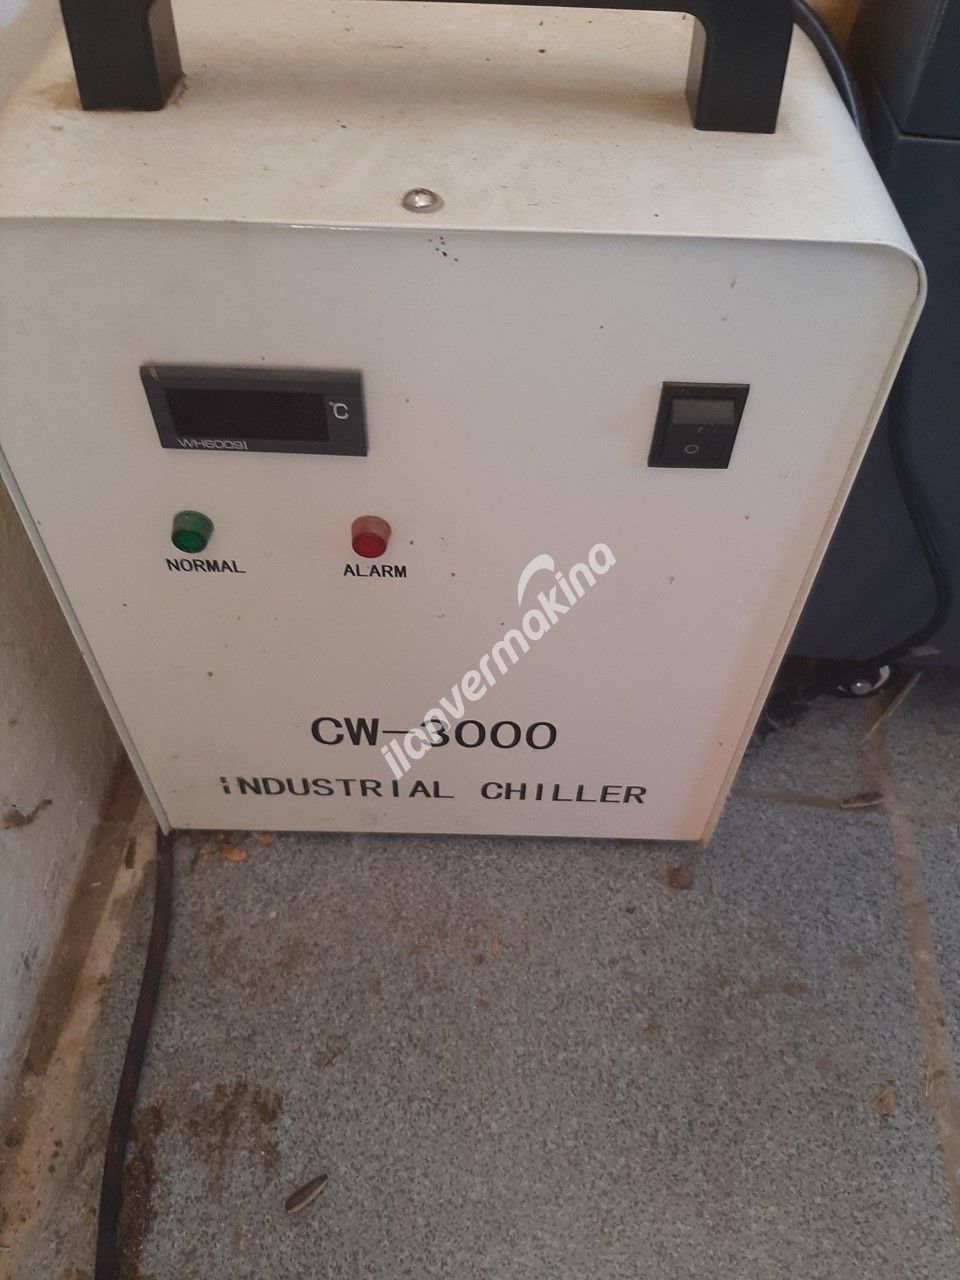 °C
WH6009I
NORMAL
ALARM
ilanvermakina
CW-3000
INDUSTRIAL CHILLER